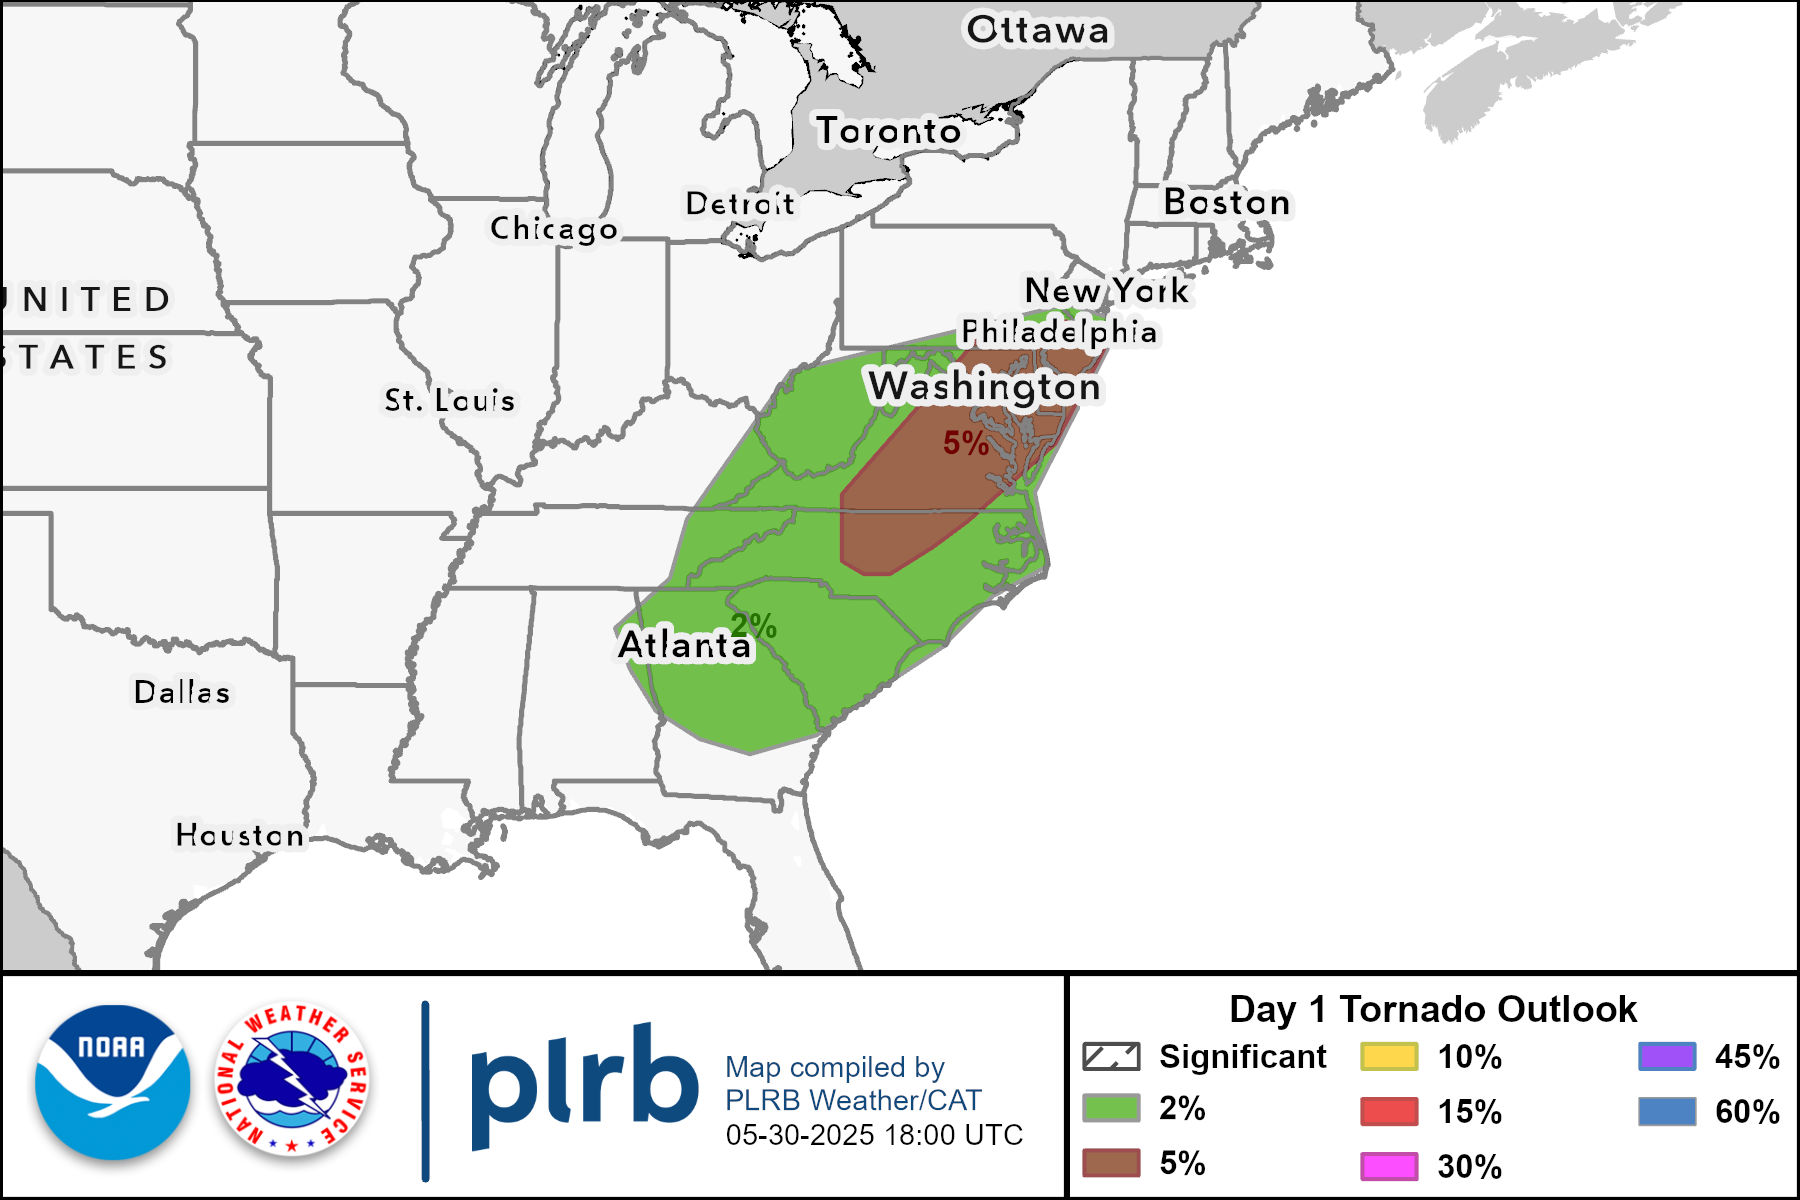 Ottawa
Toronto
Detroit
Boston
Chicago
New York
UNITED
Philadelphia
STATES
Washington
St. Louis
5%
2%
Atlanta
Dallas
Houston
NOAA
NATIONAL WEATHER SERVICE
plrb
Map compiled by
PLRB Weather/CAT
05-30-2025 18:00 UTC
Day 1 Tornado Outlook
Significant
2%
5%
10%
15%
30%
45%
60%